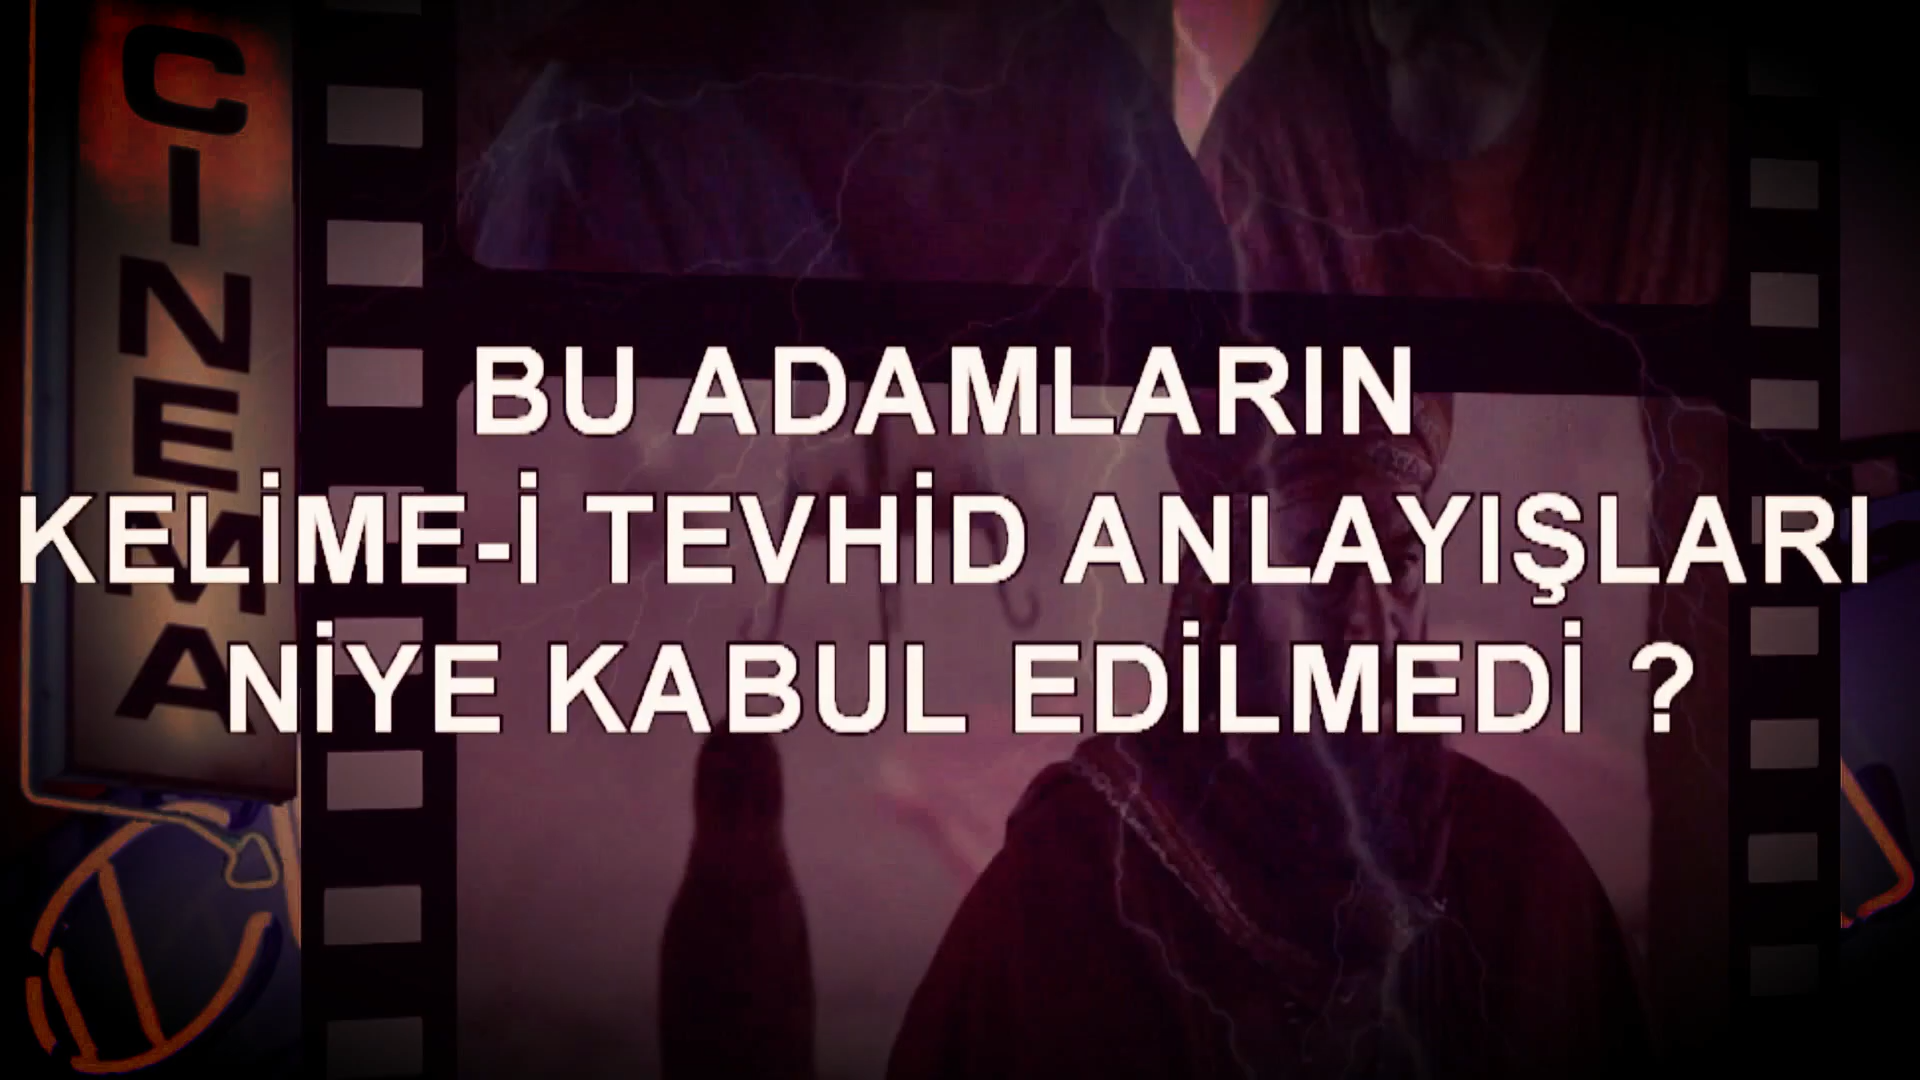 CINEMA
BU ADAMLARIN
KELİME-İ TEVHİD ANLAYIŞLARI
NİYE KABUL EDİLMEDİ ?